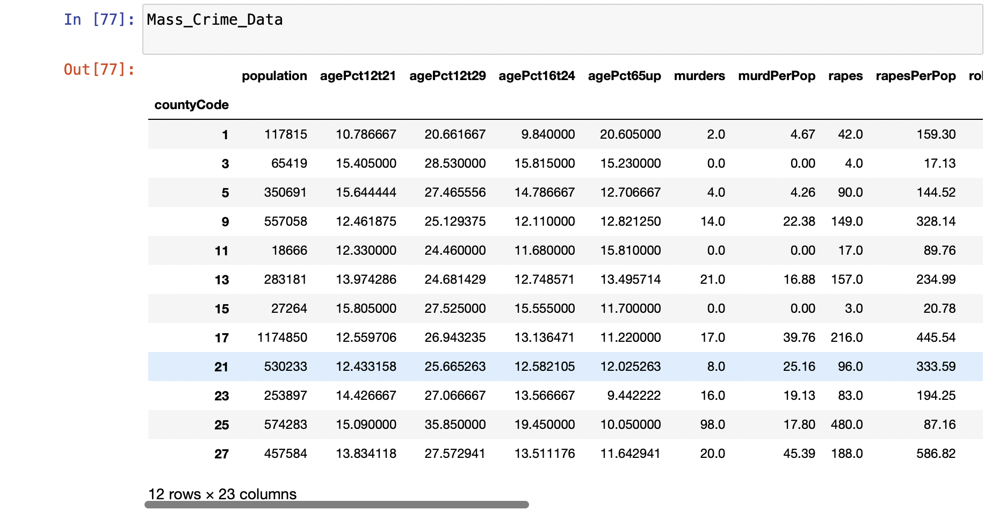 In [77]: Mass_Crime_Data
Out[77]:
population agePct12t21 agePct12t29 agePct16t24 agePct65up murders murdPerPop rapes rapesPerPop
countyCode
1 117815 10.786667 20.661667 9.840000 20.605000 2.0 4.67 42.0 159.30
3 65419 15.405000 28.530000 15.815000 15.230000 0.0 0.00 4.0 17.13
5 350691 15.644444 27.465556 14.786667 12.706667 4.0 4.26 90.0 144.52
9 557058 12.461875 25.129375 12.110000 12.821250 14.0 22.38 149.0 328.14
11 18666 12.330000 24.460000 11.680000 15.810000 0.0 0.00 17.0 89.76
13 283181 13.974286 24.681429 12.748571 13.495714 21.0 16.88 157.0 234.99
15 27264 15.805000 27.525000 15.555000 11.700000 0.0 0.00 3.0 20.78
17 1174850 12.559706 26.943235 13.136471 11.220000 17.0 39.76 216.0 445.54
21 530233 12.433158 25.665263 12.582105 12.025263 8.0 25.16 96.0 333.59
23 253897 14.426667 27.066667 13.566667 9.442222 16.0 19.13 83.0 194.25
25 574283 15.090000 35.850000 19.450000 10.050000 98.0 17.80 480.0 87.16
27 457584 13.834118 27.572941 13.511176 11.642941 20.0 45.39 188.0 586.82
12 rows × 23 columns